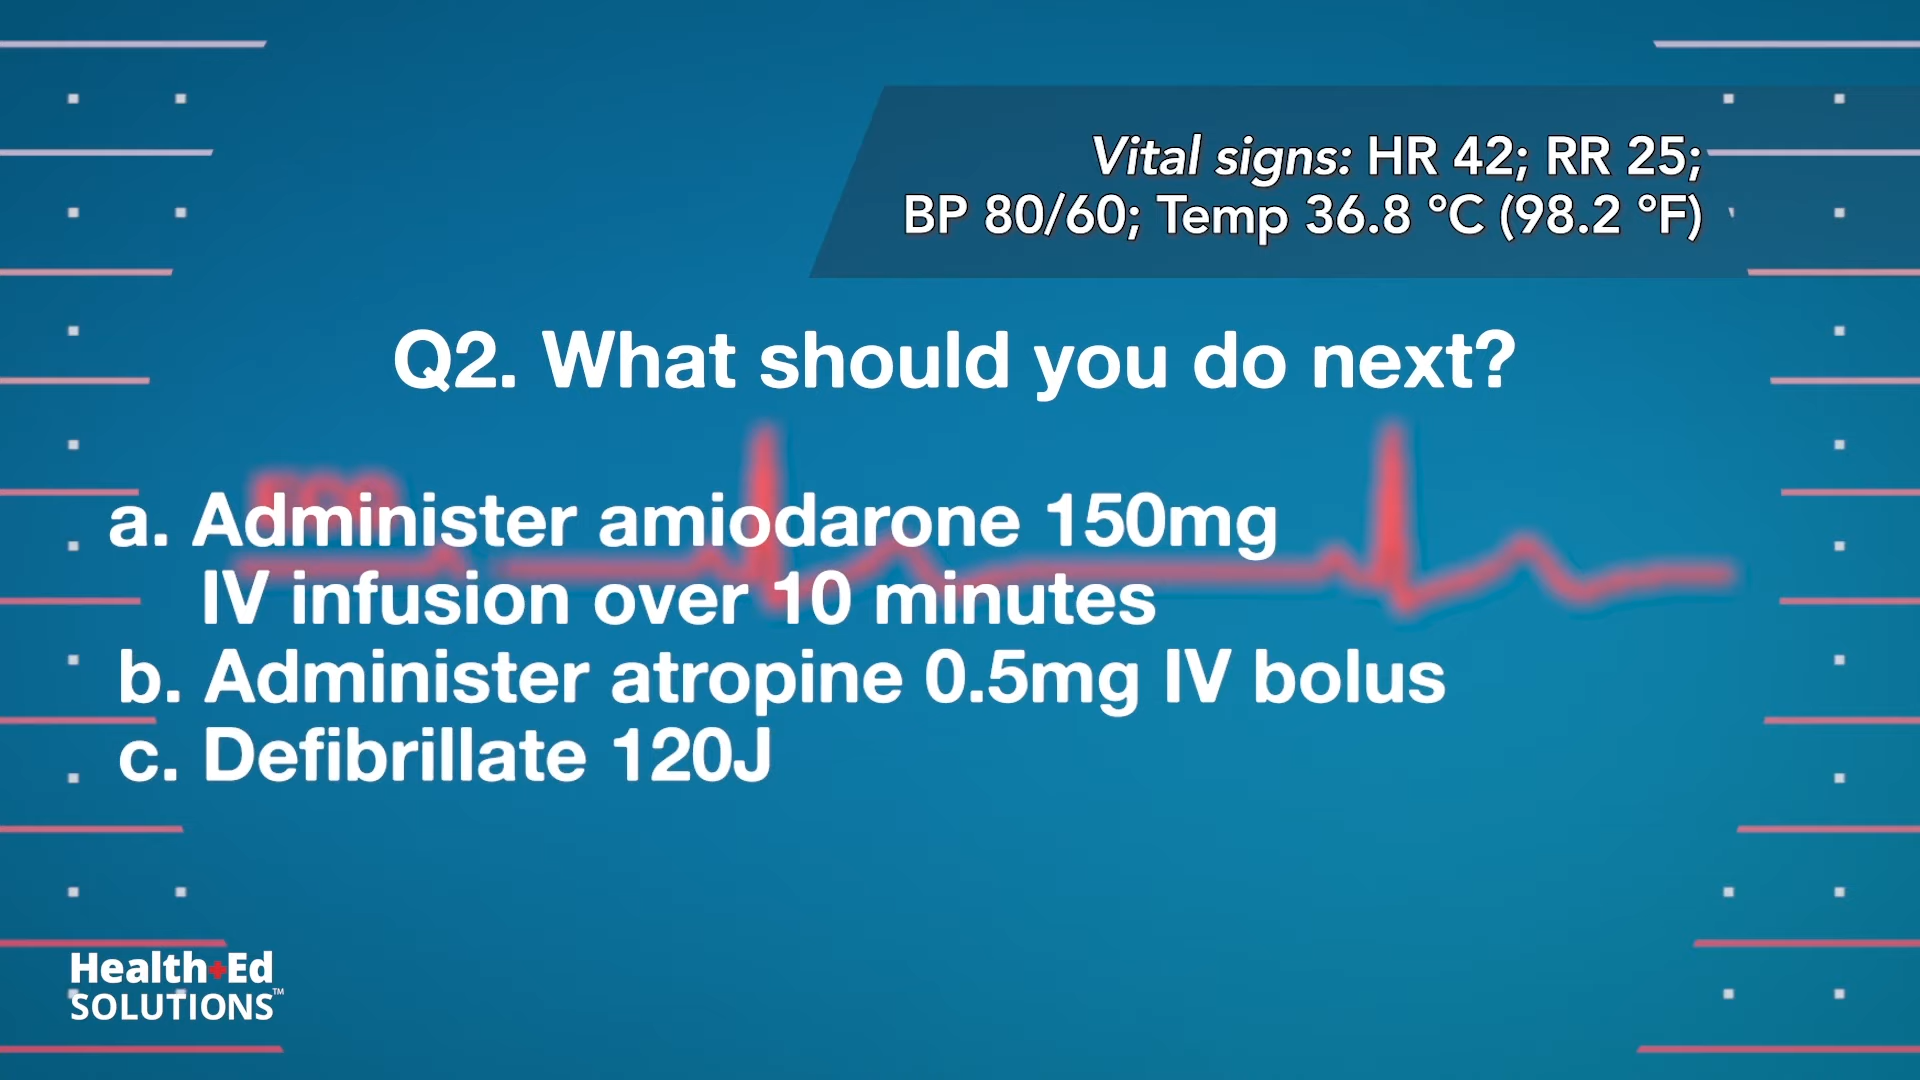 Vital signs: HR 42; RR 25;
BP 80/60; Temp 36.8 °C (98.2 °F)
Q2. What should you do next?
a. Administer amiodarone 150mg
IV infusion over 10 minutes
b. Administer atropine 0.5mg IV bolus
c. Defibrillate 120J
Health+Ed
SOLUTIONS™